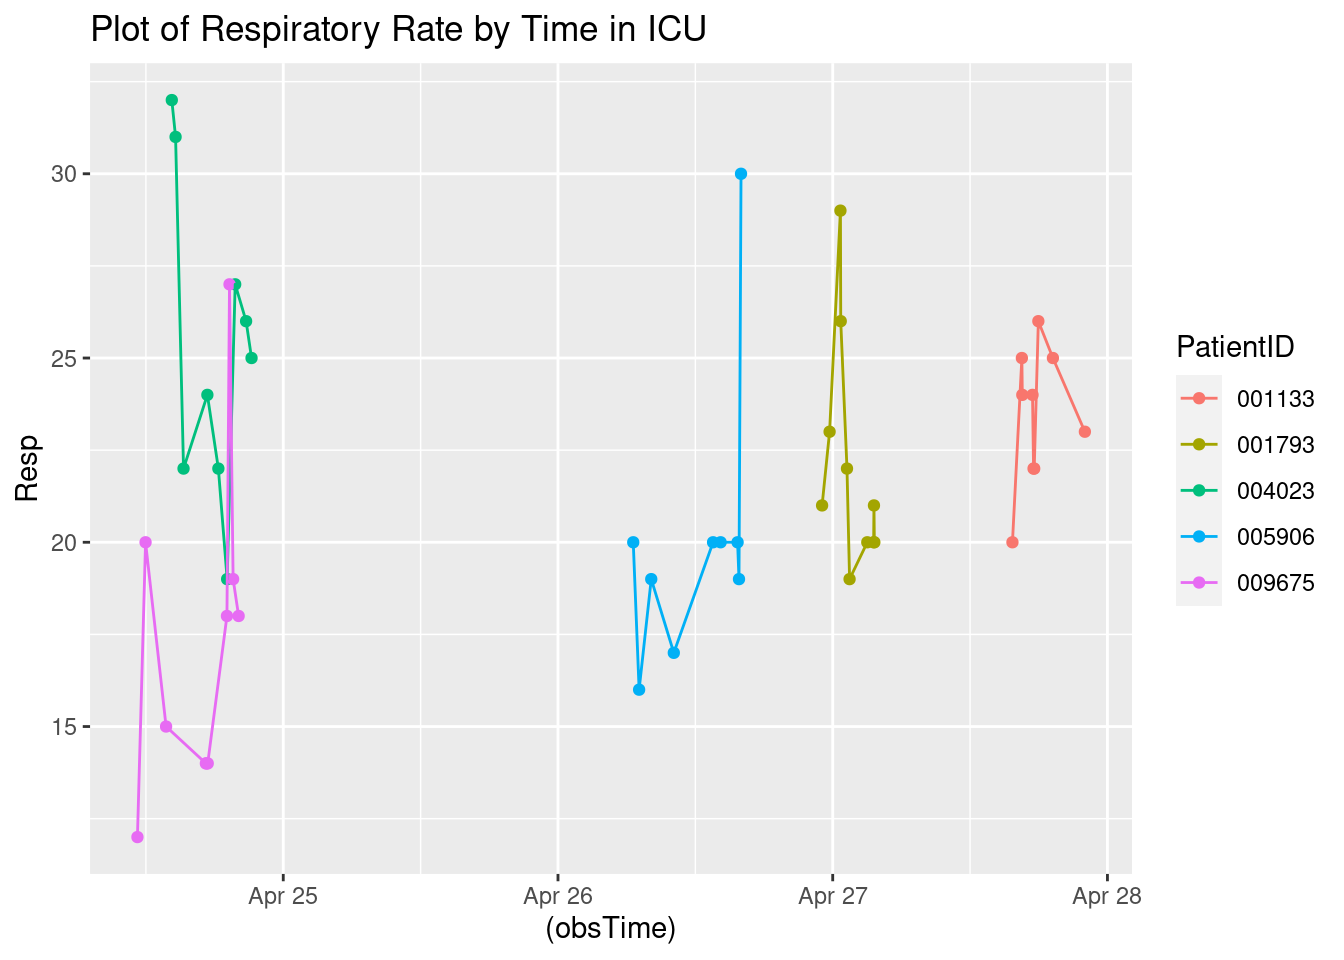 Plot of Respiratory Rate by Time in ICU
Resp
30
25
20
15
Apr 25
Apr 26
Apr 27
Apr 28
(obsTime)
PatientID
001133
001793
004023
005906
009675